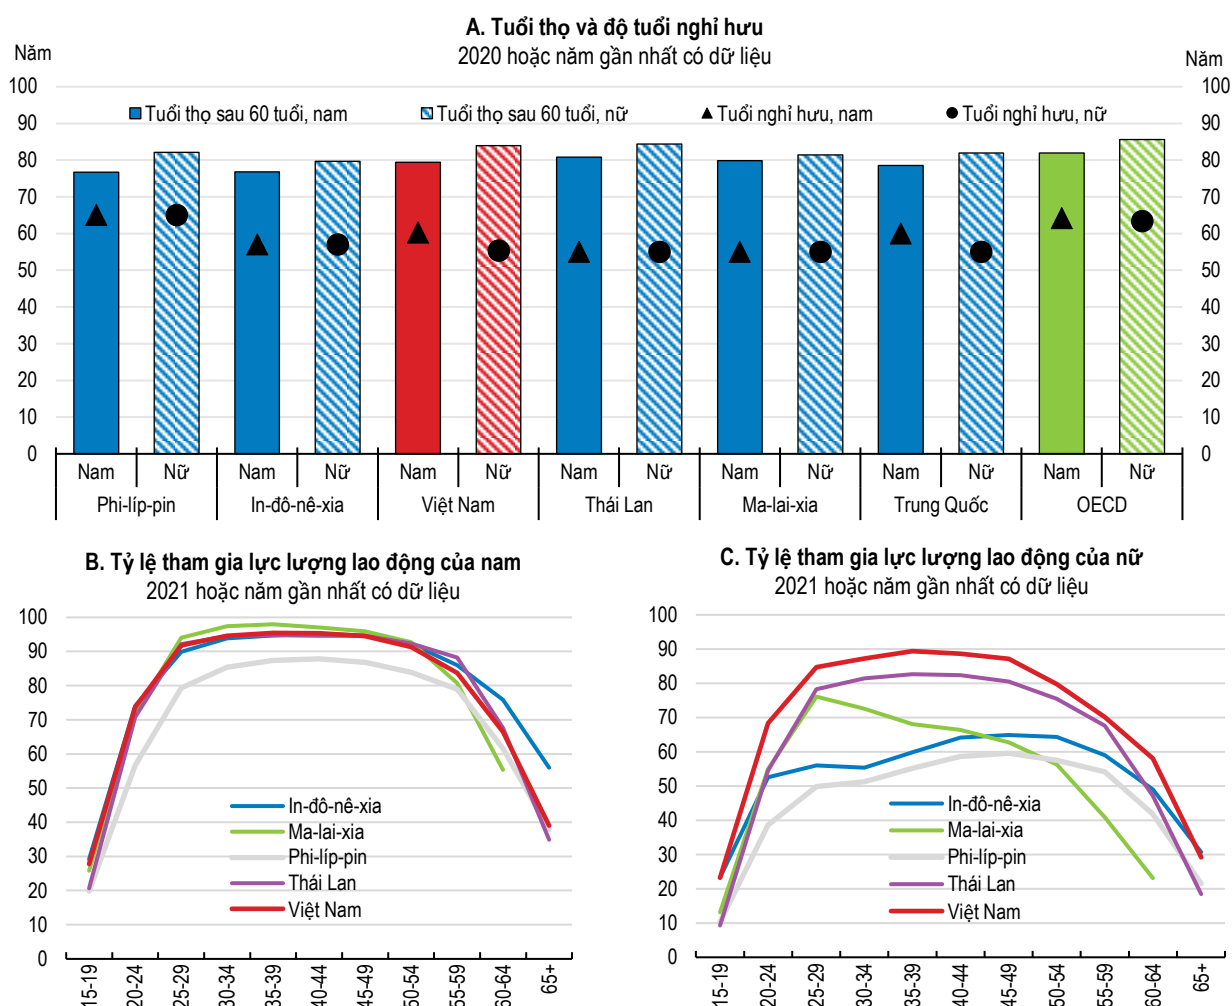 A. Tuổi thọ và độ tuổi nghỉ hưu
2020 hoặc năm gần nhất có dữ liệu
Năm Năm
100 100
Tuổi thọ sau 60 tuổi, nam Tuổi thọ sau 60 tuổi, nữ Tuổi nghỉ hưu, nam Tuổi nghỉ hưu, nữ
90 90
80 80
70 70
60 60
50 50
40 40
30 30
20 20
10 10
0 0
Nam Nữ Nam Nữ Nam Nữ Nam Nữ Nam Nữ Nam Nữ Nam Nữ
Phi-líp-pin In-đô-nê-xia Việt Nam Thái Lan Ma-lai-xia Trung Quốc OECD
B. Tỷ lệ tham gia lực lượng lao động của nam
2021 hoặc năm gần nhất có dữ liệu
100
90
80
70
60
50
40
30
20
10
0
In-đô-nê-xia
Ma-lai-xia
Phi-líp-pin
Thái Lan
Việt Nam
15-19 20-24 25-29 30-34 35-39 40-44 45-49 50-54 55-59 60-64 65+
C. Tỷ lệ tham gia lực lượng lao động của nữ
2021 hoặc năm gần nhất có dữ liệu
100
90
80
70
60
50
40
30
20
10
0
In-đô-nê-xia
Ma-lai-xia
Phi-líp-pin
Thái Lan
Việt Nam
15-19 20-24 25-29 30-34 35-39 40-44 45-49 50-54 55-59 60-64 65+